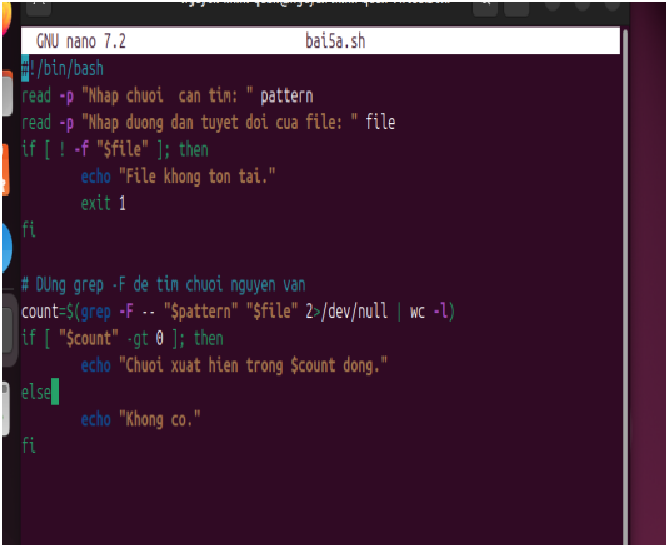 GNU nano 7.2 bai5a.sh
#!/bin/bash
read -p "Nhap chuoi  can tim: " pattern
read -p "Nhap duong dan tuyet doi cua file: " file
if [ ! -f "$file" ]; then
        echo "File khong ton tai."
        exit 1
fi

# DUng grep -F de tim chuoi nguyen van
count=$(grep -F -- "$pattern" "$file" 2>/dev/null | wc -l)
if [ "$count" -gt 0 ]; then
        echo "Chuoi xuat hien trong $count dong."
else
        echo "Khong co."
fi